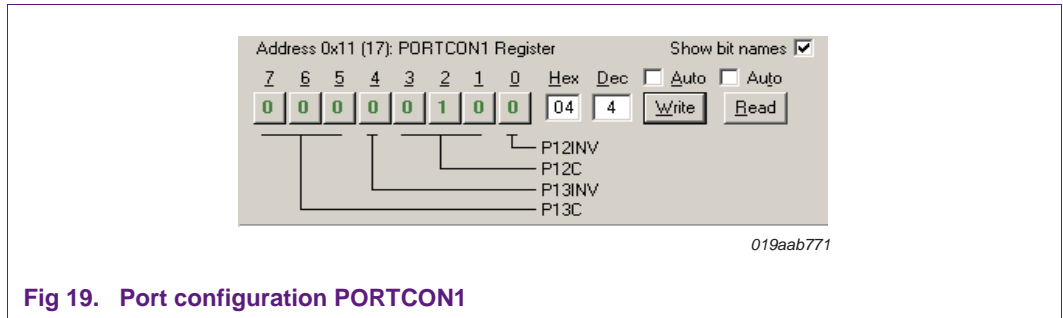 Address 0x11 (17): PORTCON1 Register Show bit names
7 6 5 4 3 2 1 0 Hex Dec Auto Auto
0 0 0 0 0 1 0 0 04 4 Write Read
P12INV
P12C
P13INV
P13C
019aab771
Fig 19. Port configuration PORTCON1